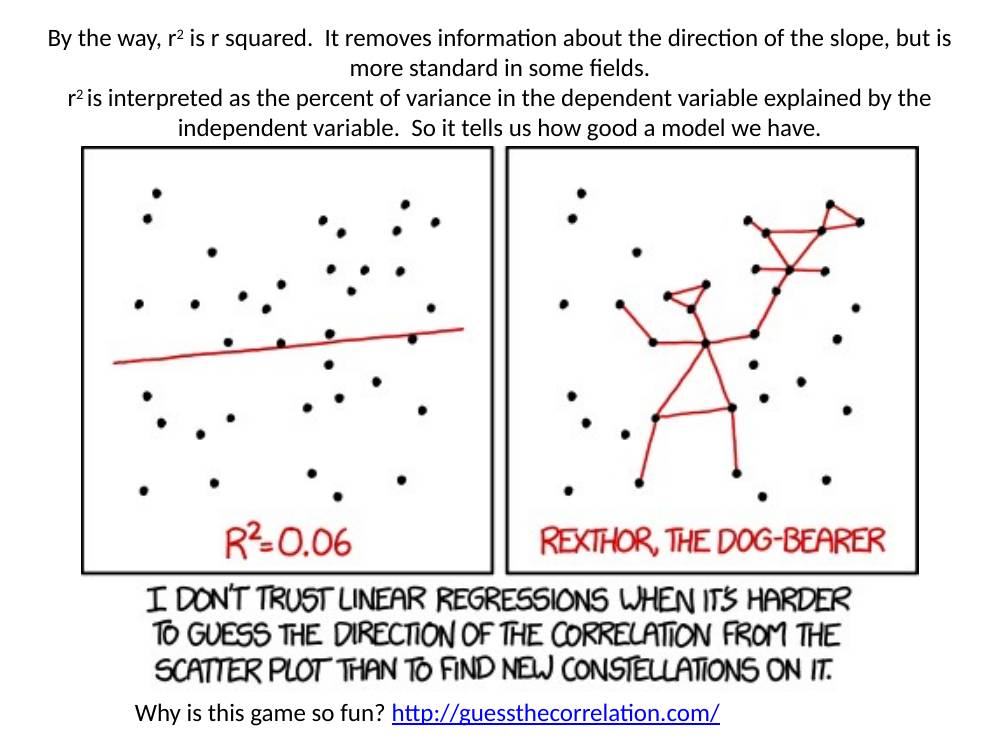 By the way, r² is r squared.  It removes information about the direction of the slope, but is
more standard in some fields.
r² is interpreted as the percent of variance in the dependent variable explained by the
independent variable.  So it tells us how good a model we have.
R²=0.06
REXTHOR, THE DOG-BEARER
I DON'T TRUST LINEAR REGRESSIONS WHEN IT'S HARDER
TO GUESS THE DIRECTION OF THE CORRELATION FROM THE
SCATTER PLOT THAN TO FIND NEW CONSTELLATIONS ON IT.
Why is this game so fun? http://guessthecorrelation.com/